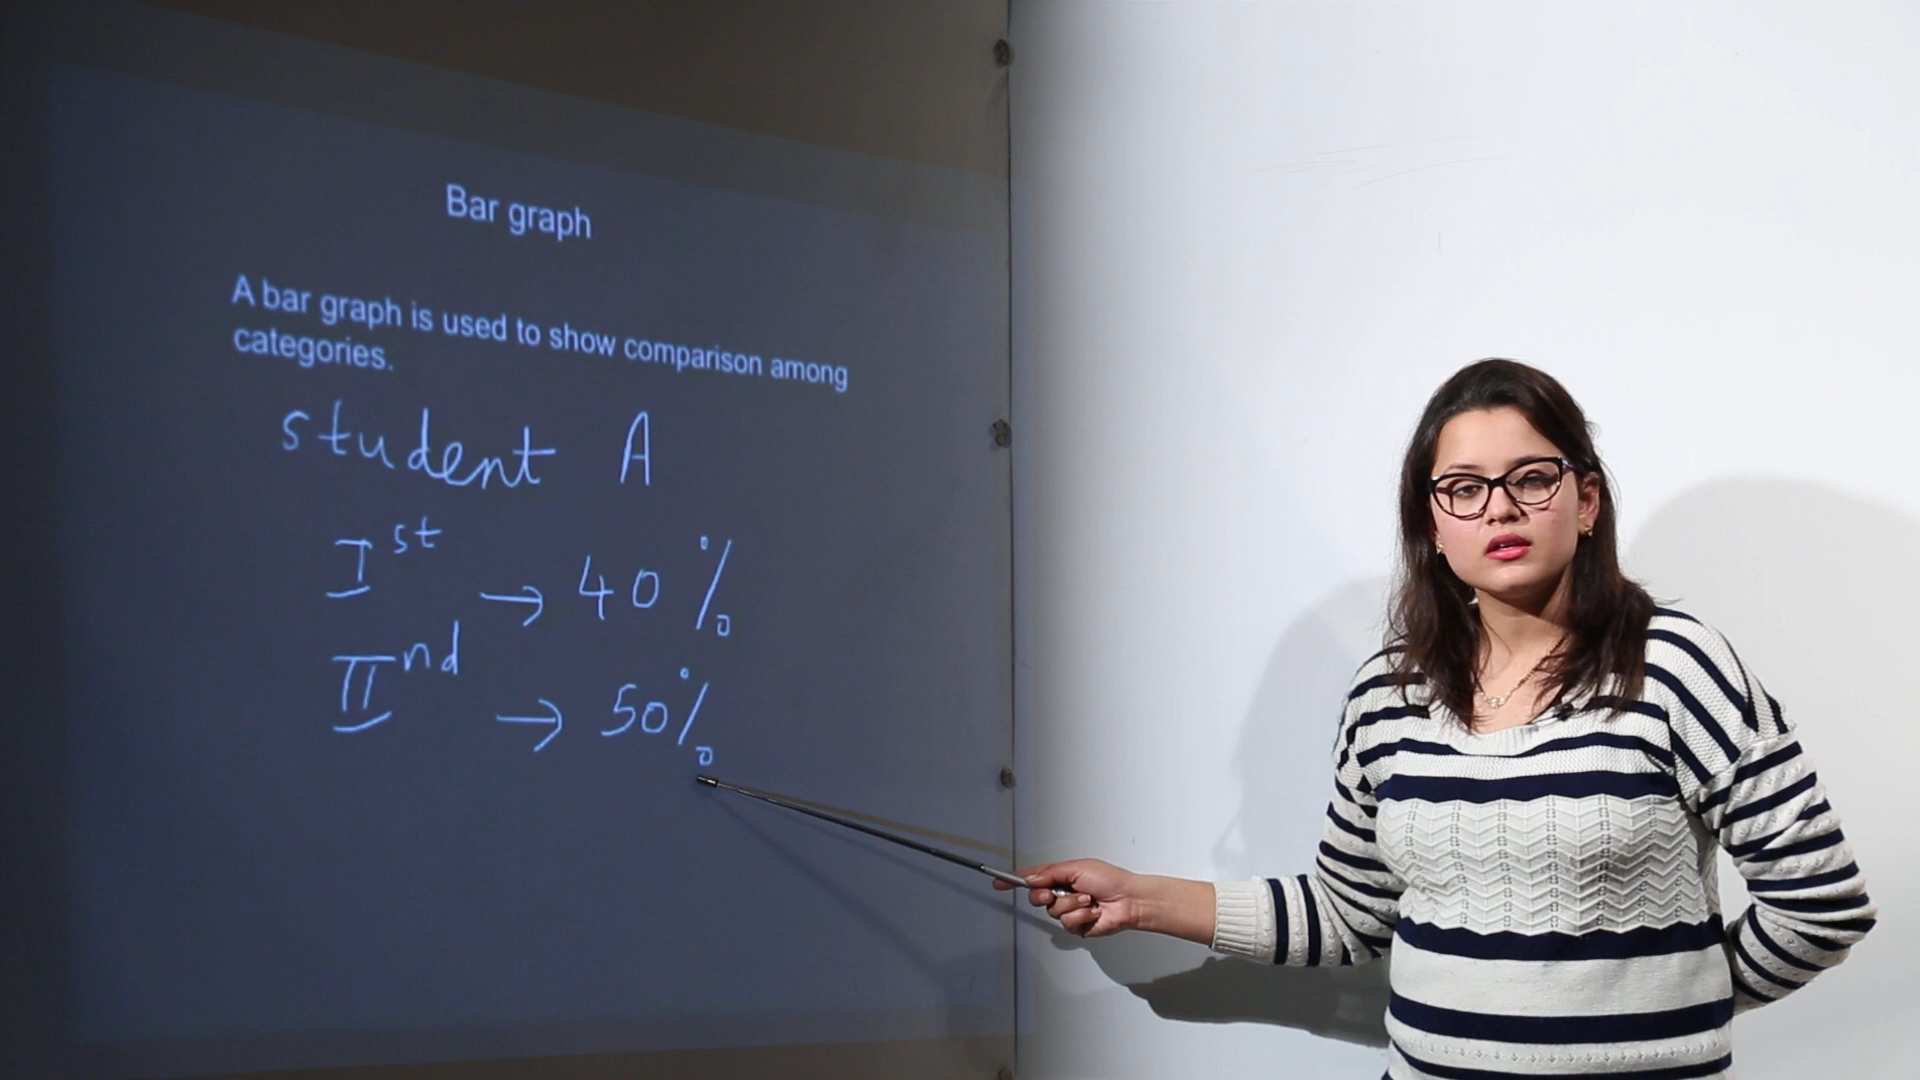 Bar graph
A bar graph is used to show comparison among
categories.
student A
Ist → 40%
IInd → 50%